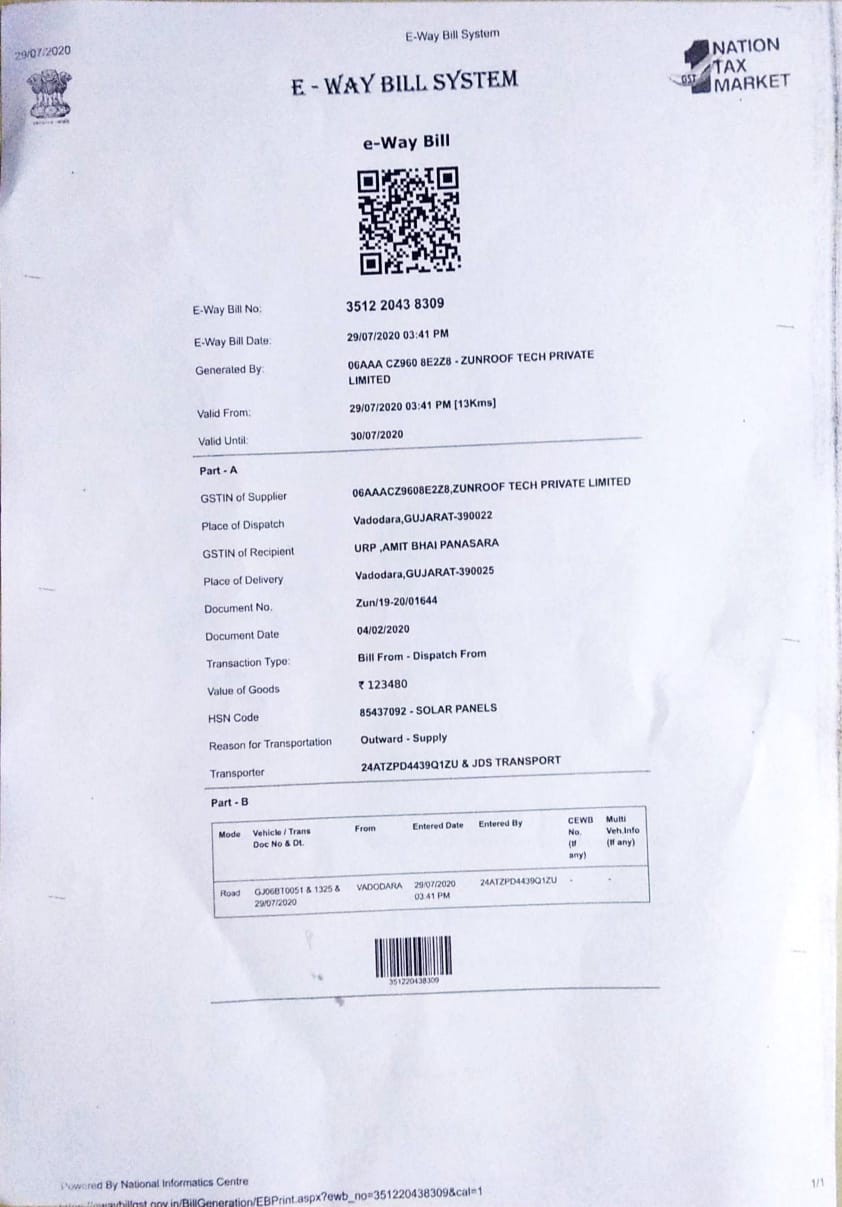 29/07/2020
E-Way Bill System
NATION
TAX
MARKET
GST
E - WAY BILL SYSTEM
e-Way Bill
E-Way Bill No: 3512 2043 8309
E-Way Bill Date: 29/07/2020 03:41 PM
Generated By: 06AAA CZ960 8E2Z8 - ZUNROOF TECH PRIVATE
LIMITED
Valid From: 29/07/2020 03:41 PM [13Kms]
Valid Until: 30/07/2020
Part - A
GSTIN of Supplier 06AAACZ9608E2Z8,ZUNROOF TECH PRIVATE LIMITED
Place of Dispatch Vadodara,GUJARAT-390022
GSTIN of Recipient URP ,AMIT BHAI PANASARA
Place of Delivery Vadodara,GUJARAT-390025
Document No. Zun/19-20/01644
Document Date 04/02/2020
Transaction Type: Bill From - Dispatch From
Value of Goods ₹ 123480
HSN Code 85437092 - SOLAR PANELS
Reason for Transportation Outward - Supply
Transporter 24ATZPD4439Q1ZU & JDS TRANSPORT
Part - B
Mode Vehicle / Trans From Entered Date Entered By CEWB Multi
Doc No & Dt. No. Veh.Info
(If (If any)
any)
Road GJ06BT0051 & 1325 & VADODARA 29/07/2020 24ATZPD4439Q1ZU - -
29/07/2020 03:41 PM
351220438309
Powered By National Informatics Centre
1/1
gov.in/BillGeneration/EBPrint.aspx?ewb_no=351220438309&cal=1